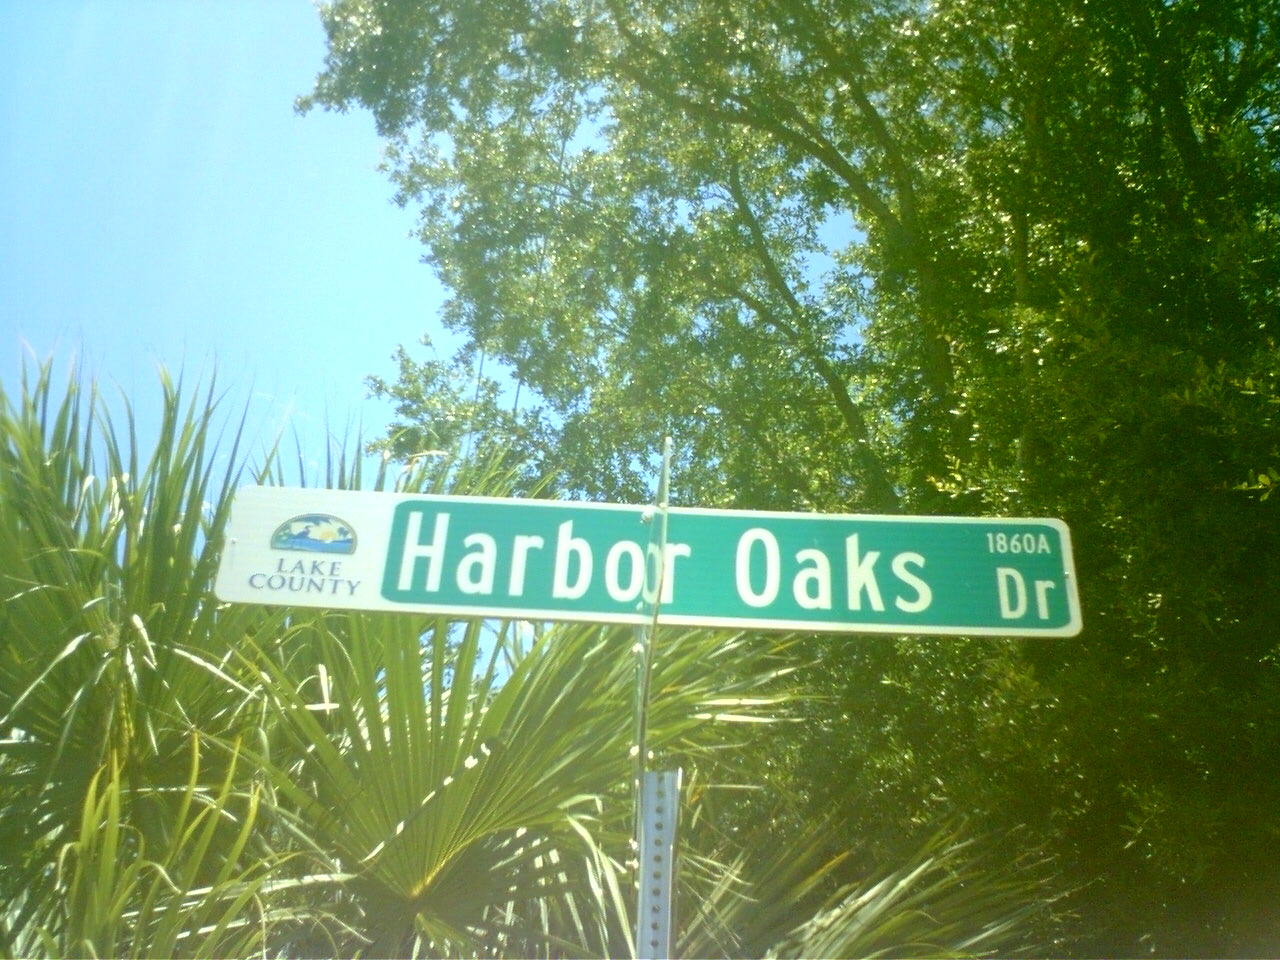 LAKE
COUNTY
Harbor Oaks
1860A
Dr